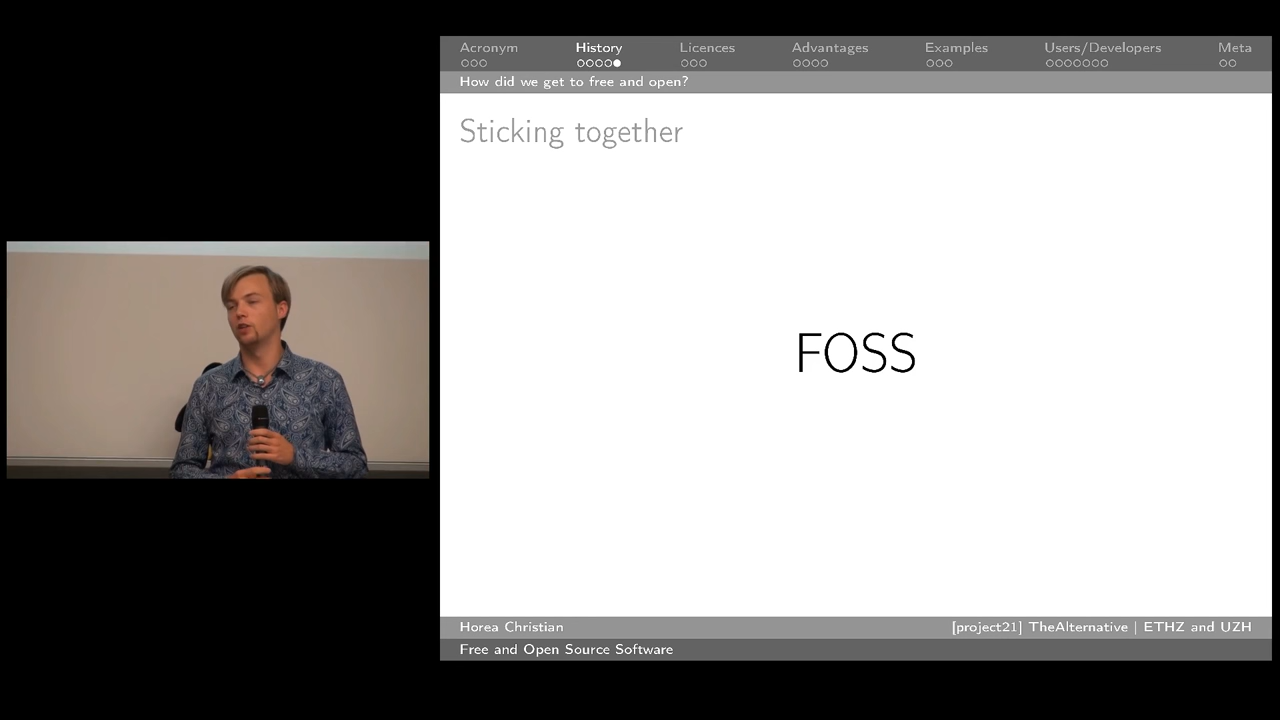 Acronym History Licences Advantages Examples Users/Developers Meta
How did we get to free and open?
Sticking together
FOSS
Horea Christian [project21] TheAlternative | ETHZ and UZH
Free and Open Source Software